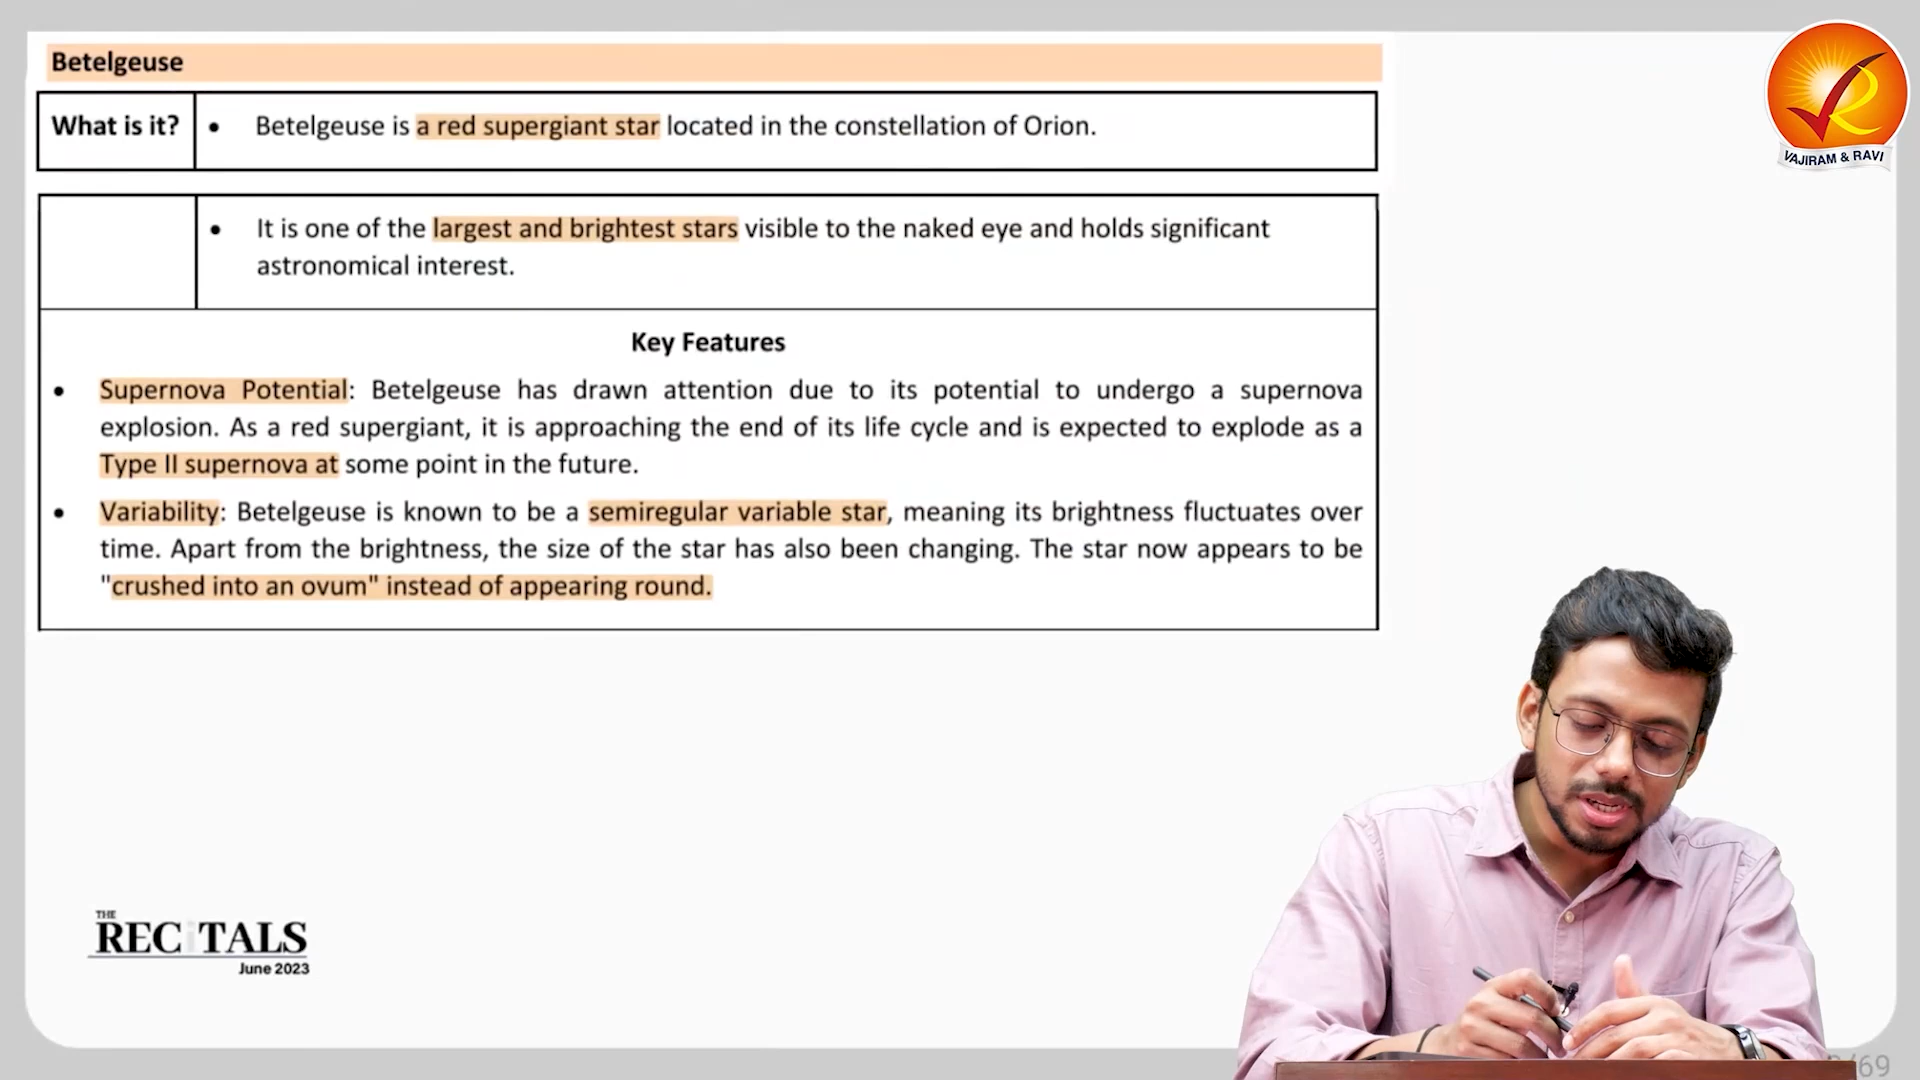 Betelgeuse
VAJIRAM & RAVI
What is it?
• Betelgeuse is a red supergiant star located in the constellation of Orion.
• It is one of the largest and brightest stars visible to the naked eye and holds significant
astronomical interest.
Key Features
• Supernova Potential: Betelgeuse has drawn attention due to its potential to undergo a supernova
explosion. As a red supergiant, it is approaching the end of its life cycle and is expected to explode as a
Type II supernova at some point in the future.
• Variability: Betelgeuse is known to be a semiregular variable star, meaning its brightness fluctuates over
time. Apart from the brightness, the size of the star has also been changing. The star now appears to be
"crushed into an ovum" instead of appearing round.
THE
RECiTALS
June 2023
/69